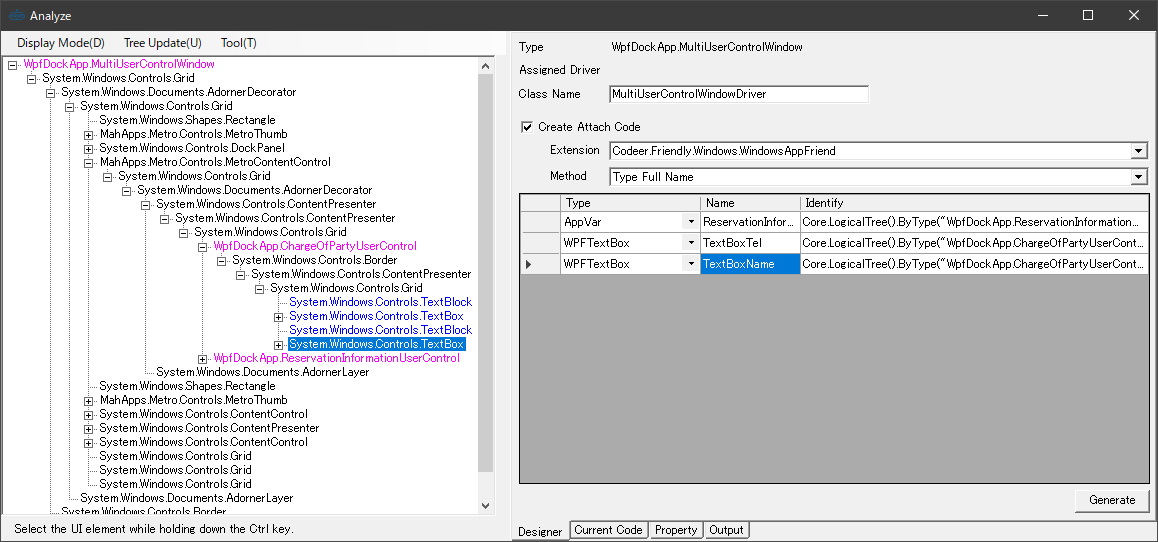 Analyze
Display Mode(D) Tree Update(U) Tool(T)
WpfDockApp.MultiUserControlWindow
System.Windows.Controls.Grid
System.Windows.Documents.AdornerDecorator
System.Windows.Controls.Grid
System.Windows.Shapes.Rectangle
MahApps.Metro.Controls.MetroThumb
System.Windows.Controls.DockPanel
MahApps.Metro.Controls.MetroContentControl
System.Windows.Controls.Grid
System.Windows.Documents.AdornerDecorator
System.Windows.Controls.ContentPresenter
System.Windows.Controls.ContentPresenter
System.Windows.Controls.Grid
WpfDockApp.ChargeOfPartyUserControl
System.Windows.Controls.Border
System.Windows.Controls.ContentPresenter
System.Windows.Controls.Grid
System.Windows.Controls.TextBlock
System.Windows.Controls.TextBox
System.Windows.Controls.TextBlock
System.Windows.Controls.TextBox
WpfDockApp.ReservationInformationUserControl
System.Windows.Documents.AdornerLayer
System.Windows.Shapes.Rectangle
MahApps.Metro.Controls.MetroThumb
System.Windows.Controls.ContentControl
System.Windows.Controls.ContentPresenter
System.Windows.Controls.ContentControl
System.Windows.Controls.Grid
System.Windows.Controls.Grid
System.Windows.Controls.Grid
System.Windows.Documents.AdornerLayer
System.Windows.Controls.Border
Select the UI element while holding down the Ctrl key.
Type WpfDockApp.MultiUserControlWindow
Assigned Driver
Class Name MultiUserControlWindowDriver
Create Attach Code
Extension Codeer.Friendly.Windows.WindowsAppFriend
Method Type Full Name
Type Name Identify
AppVar ReservationInfor... Core.LogicalTree().ByType("WpfDockApp.ReservationInformation...
WPFTextBox TextBoxTel Core.LogicalTree().ByType("WpfDockApp.ChargeOfPartyUserCont...
WPFTextBox TextBoxName Core.LogicalTree().ByType("WpfDockApp.ChargeOfPartyUserCont...
Generate
Designer Current Code Property Output